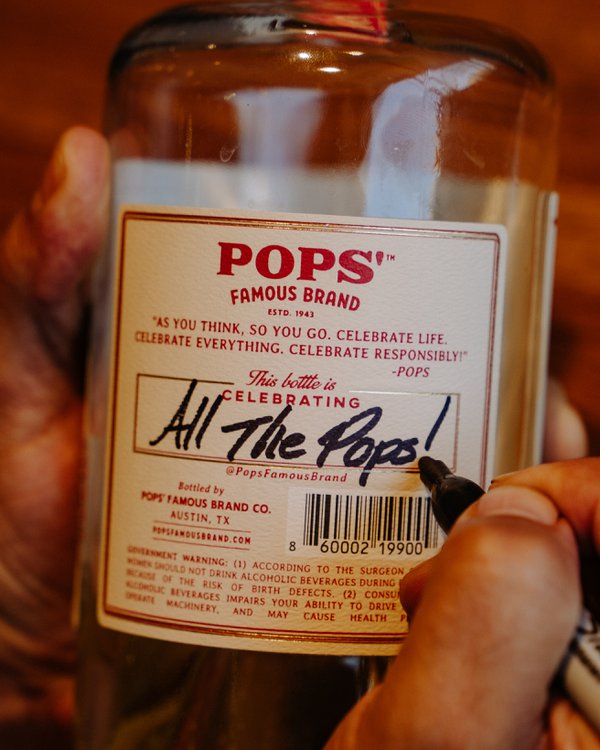 POPS'™
FAMOUS BRAND
ESTD. 1943
"AS YOU THINK, SO YOU GO. CELEBRATE LIFE.
CELEBRATE EVERYTHING. CELEBRATE RESPONSIBLY!"
-POPS
This bottle is
CELEBRATING
All The Pops!
@PopsFamousBrand
Bottled by
POPS' FAMOUS BRAND CO.
AUSTIN, TX
POPSFAMOUSBRAND.COM
8 60002 19900
GOVERNMENT WARNING: (1) ACCORDING TO THE SURGEON
WOMEN SHOULD NOT DRINK ALCOHOLIC BEVERAGES DURING
BECAUSE OF THE RISK OF BIRTH DEFECTS. (2)
ALCOHOLIC BEVERAGES IMPAIRS YOUR ABILITY TO DRIVE
OPERATE MACHINERY, AND MAY CAUSE HEALTH